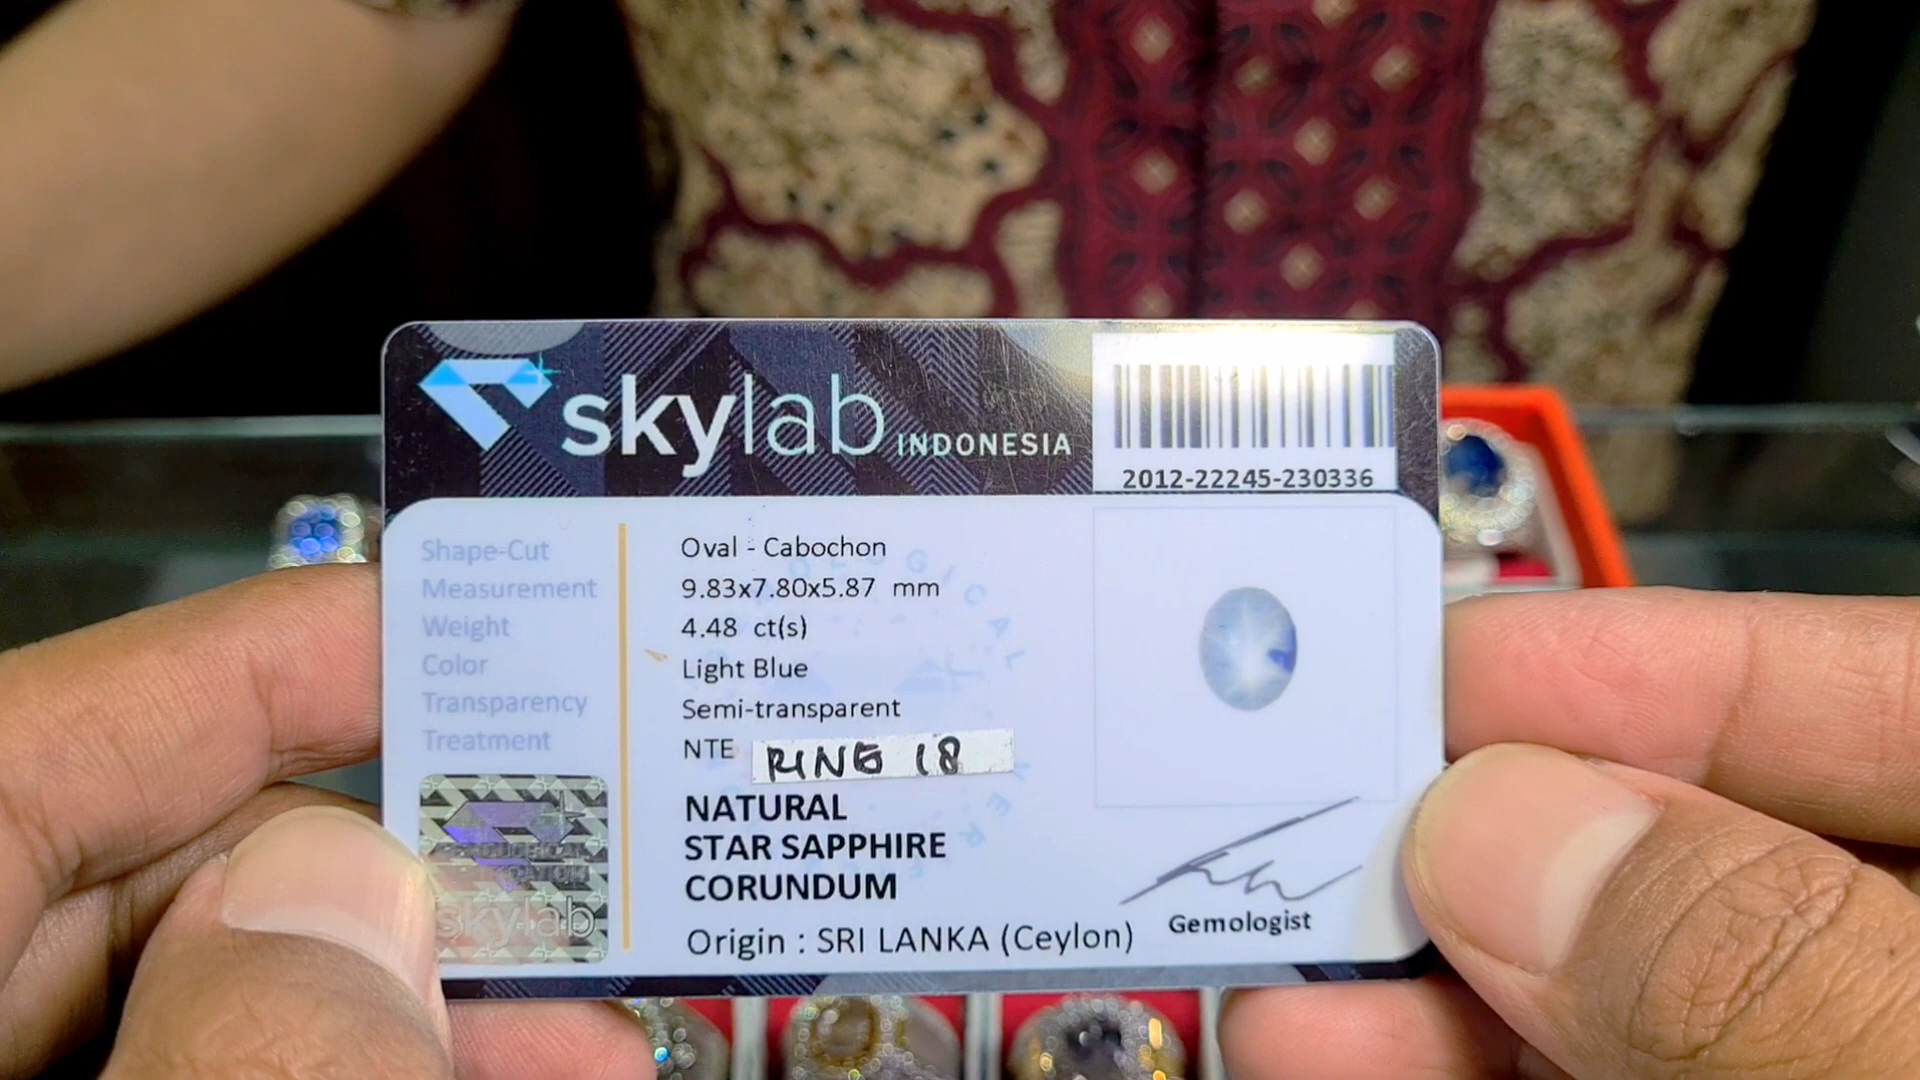 skylab INDONESIA
2012-22245-230336
Shape-Cut Oval - Cabochon
Measurement 9.83x7.80x5.87 mm
Weight 4.48 ct(s)
Color Light Blue
Transparency Semi-transparent
Treatment NTE RING 18
NATURAL
STAR SAPPHIRE
CORUNDUM
Origin : SRI LANKA (Ceylon)
Gemologist
skylab